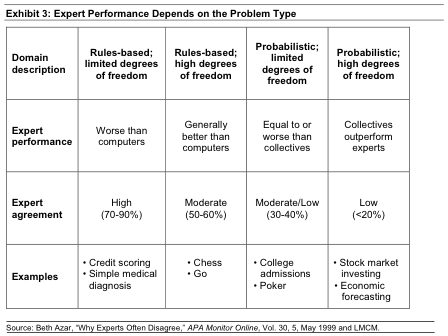 Exhibit 3: Expert Performance Depends on the Problem Type
Domain
description
Rules-based;
limited degrees
of freedom
Rules-based;
high degrees
of freedom
Probabilistic;
limited
degrees of
freedom
Probabilistic;
high degrees
of freedom
Expert
performance
Worse than
computers
Generally
better than
computers
Equal to or
worse than
collectives
Collectives
outperform
experts
Expert
agreement
High
(70-90%)
Moderate
(50-60%)
Moderate/Low
(30-40%)
Low
(<20%)
Examples
• Credit scoring
• Simple medical
diagnosis
• Chess
• Go
• College
admissions
• Poker
• Stock market
investing
• Economic
forecasting
Source: Beth Azar, "Why Experts Often Disagree," APA Monitor Online, Vol. 30, 5, May 1999 and LMCM.